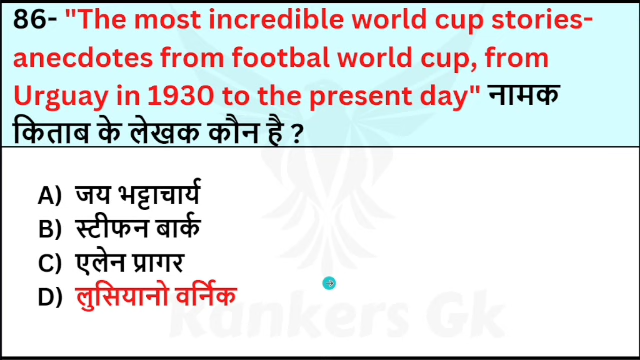 86- "The most incredible world cup stories-
anecdotes from footbal world cup, from
Urguay in 1930 to the present day" नामक
किताब के लेखक कौन है ?
A) जय भट्टाचार्य
B) स्टीफन बार्क
C) एलेन प्रागर
D) लुसियानो वर्निक
Rankers Gk